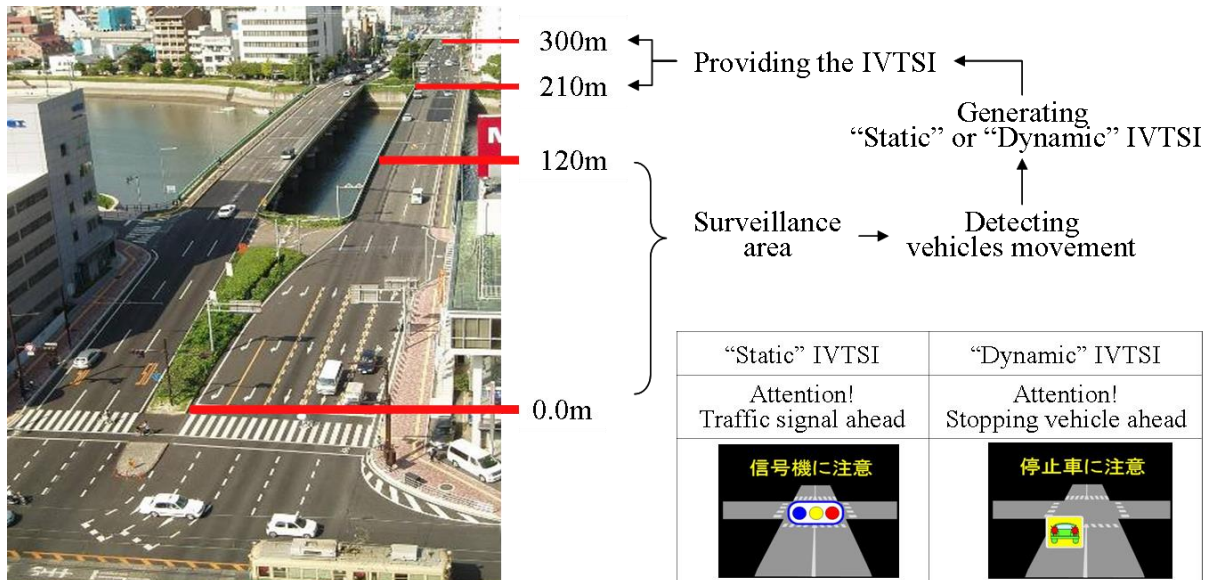 300m
Providing the IVTSI
210m
Generating
“Static” or “Dynamic” IVTSI
120m
Surveillance
area
Detecting
vehicles movement
0.0m
“Static” IVTSI
“Dynamic” IVTSI
Attention!
Traffic signal ahead
Attention!
Stopping vehicle ahead
信号機に注意
停止車に注意